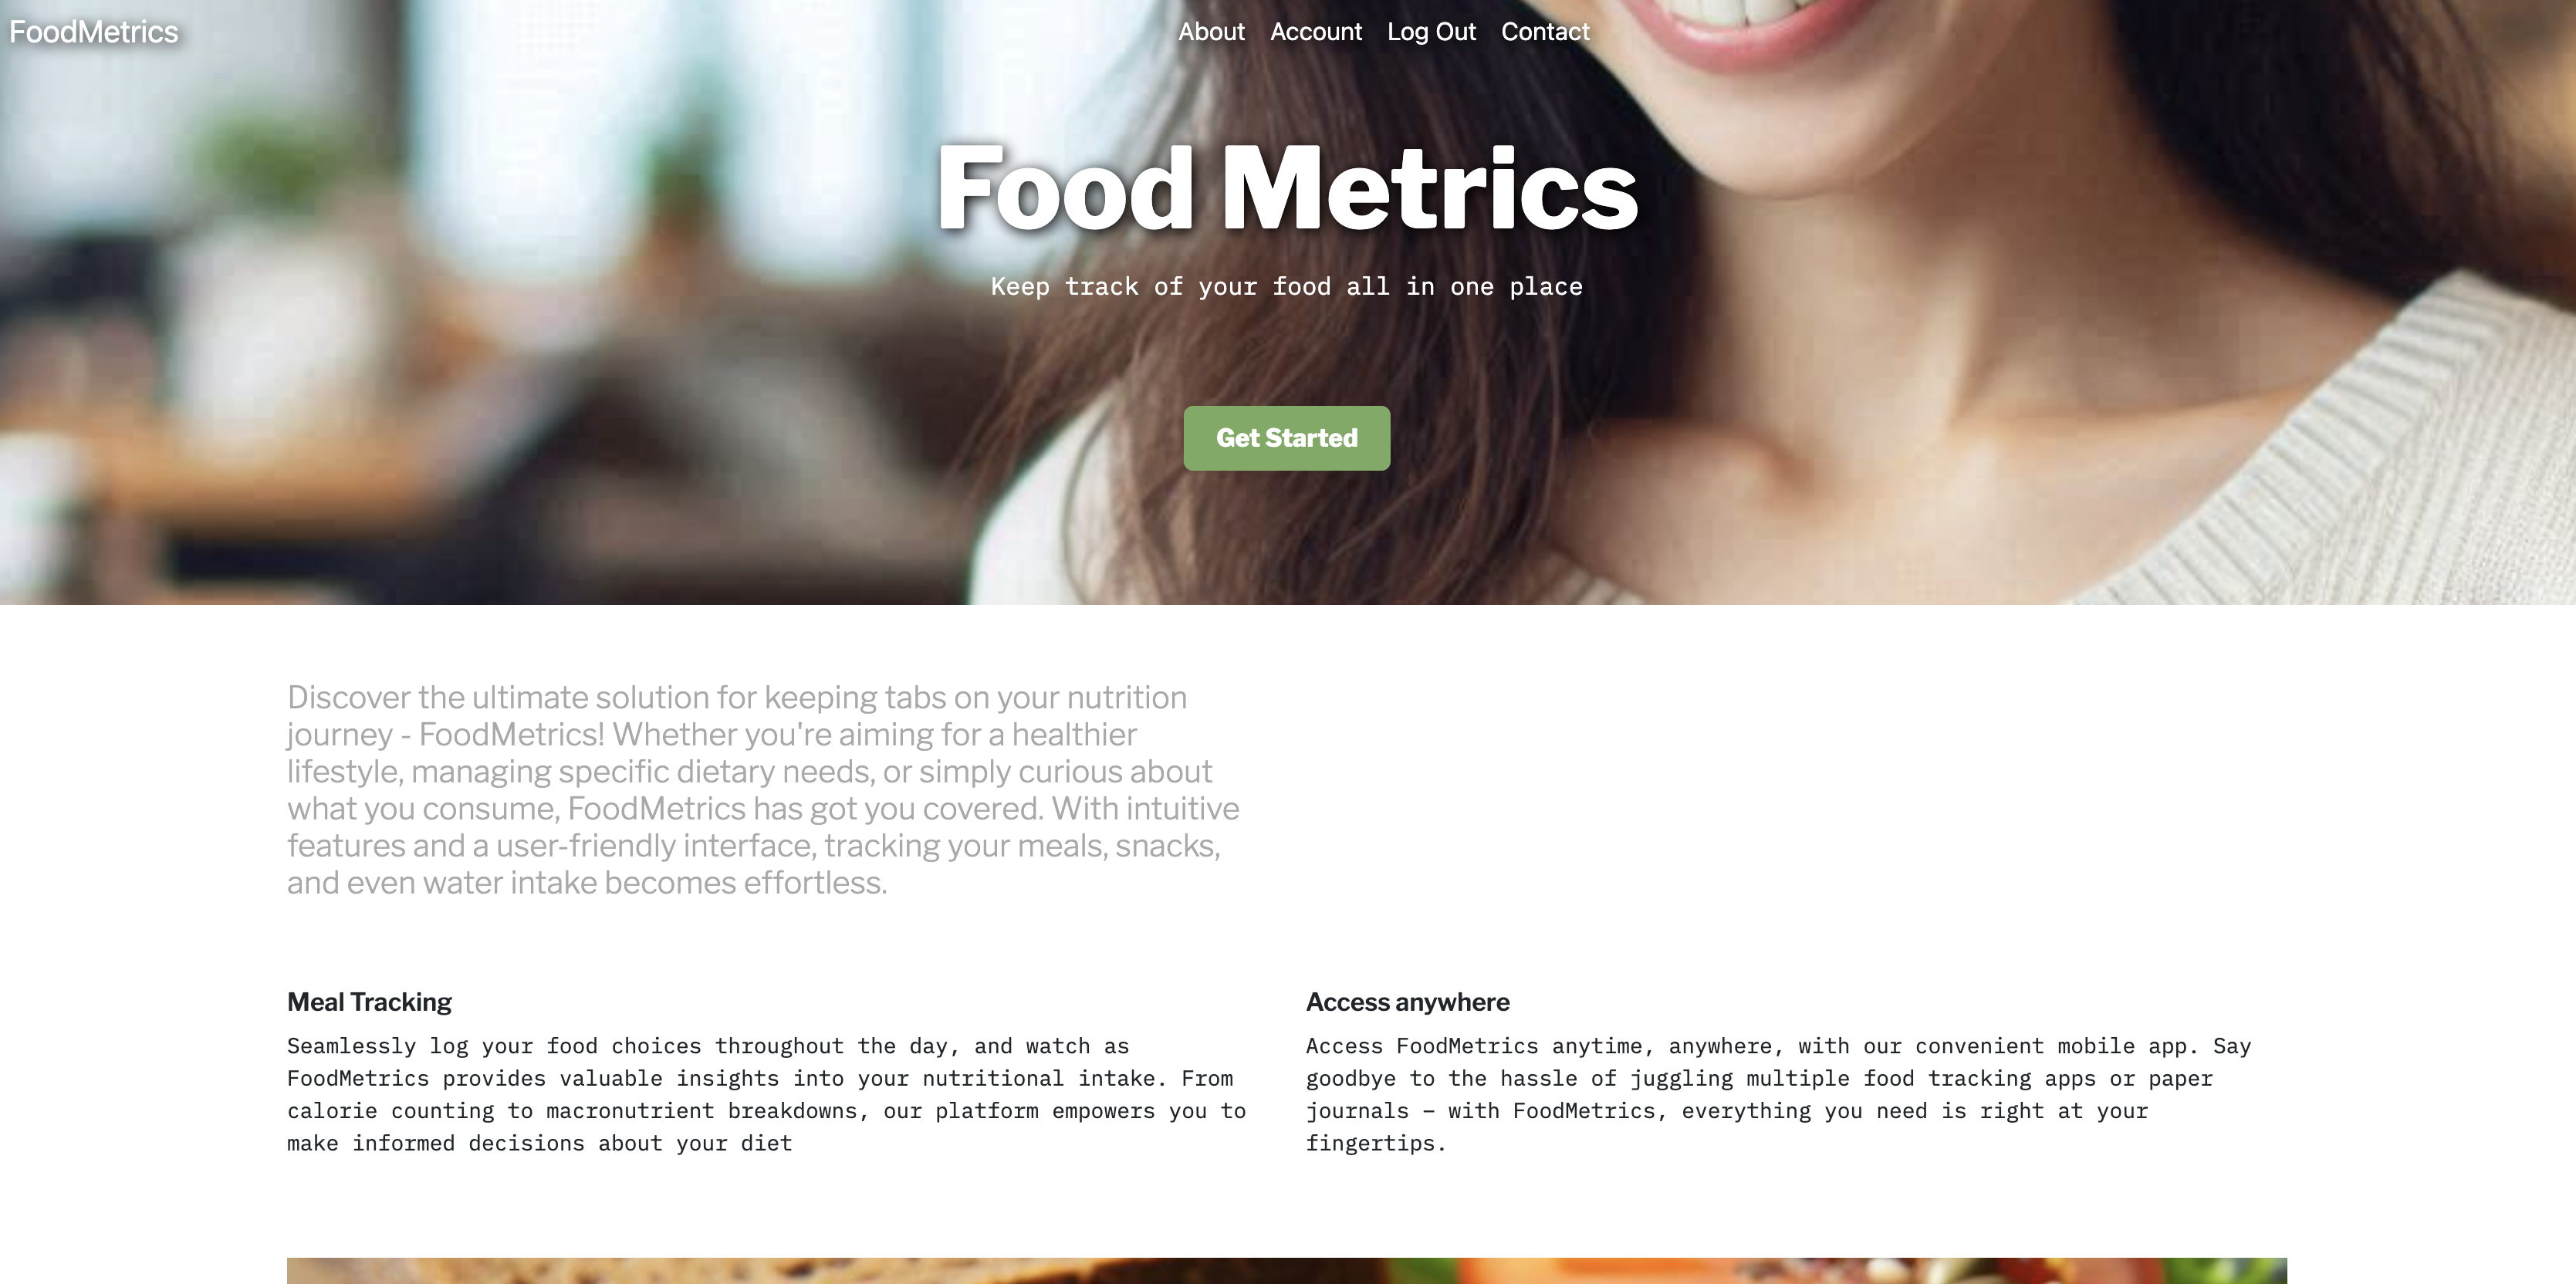 FoodMetrics
About Account Log Out Contact
Food Metrics
Keep track of your food all in one place
Get Started
Discover the ultimate solution for keeping tabs on your nutrition
journey - FoodMetrics! Whether you're aiming for a healthier
lifestyle, managing specific dietary needs, or simply curious about
what you consume, FoodMetrics has got you covered. With intuitive
features and a user-friendly interface, tracking your meals, snacks,
and even water intake becomes effortless.
Meal Tracking
Seamlessly log your food choices throughout the day, and watch as
FoodMetrics provides valuable insights into your nutritional intake. From
calorie counting to macronutrient breakdowns, our platform empowers you to
make informed decisions about your diet
Access anywhere
Access FoodMetrics anytime, anywhere, with our convenient mobile app. Say
goodbye to the hassle of juggling multiple food tracking apps or paper
journals – with FoodMetrics, everything you need is right at your
fingertips.